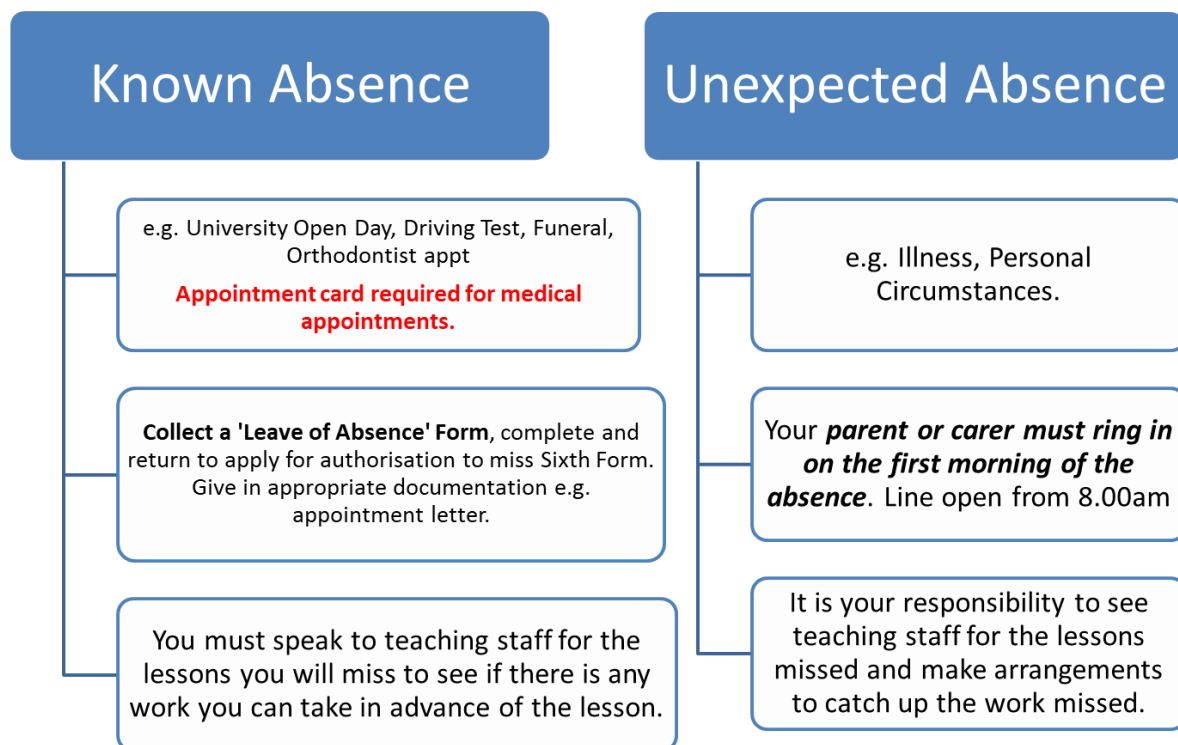 Known Absence
e.g. University Open Day, Driving Test, Funeral,
Orthodontist appt
Appointment card required for medical
appointments.
Collect a 'Leave of Absence' Form, complete and
return to apply for authorisation to miss Sixth Form.
Give in appropriate documentation e.g.
appointment letter.
You must speak to teaching staff for the
lessons you will miss to see if there is any
work you can take in advance of the lesson.
Unexpected Absence
e.g. Illness, Personal
Circumstances.
Your parent or carer must ring in
on the first morning of the
absence. Line open from 8.00am
It is your responsibility to see
teaching staff for the lessons
missed and make arrangements
to catch up the work missed.